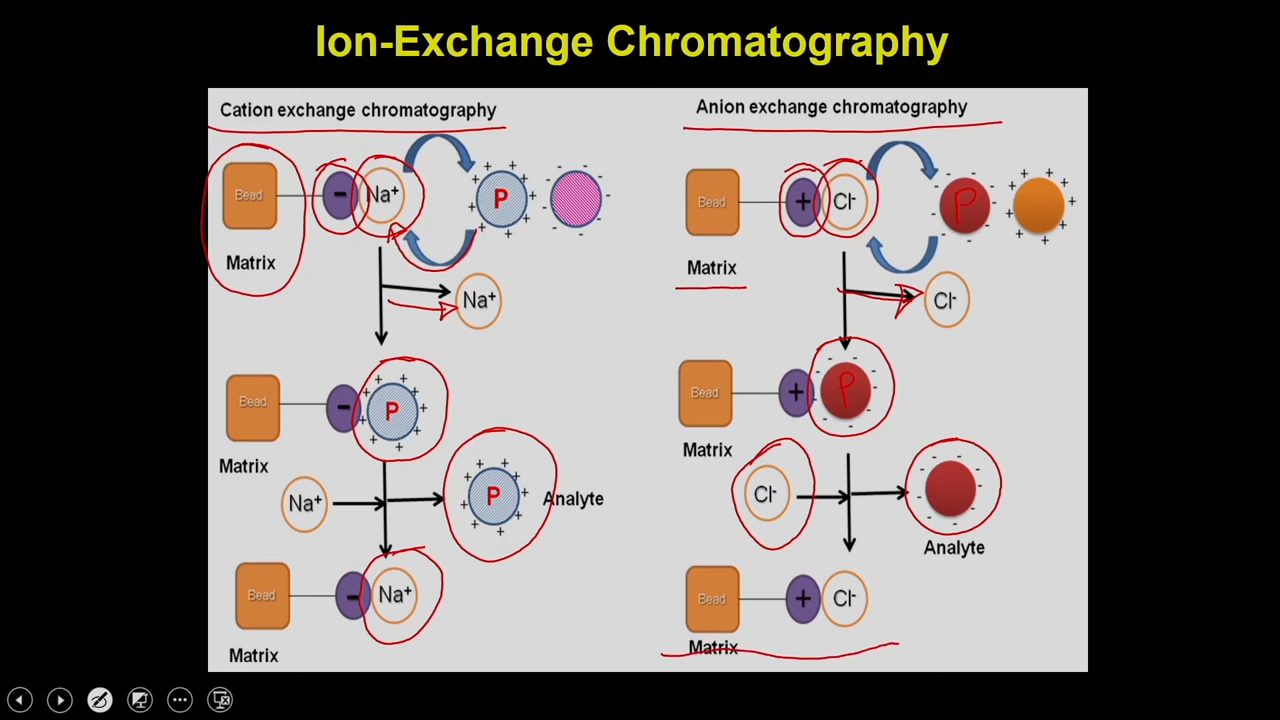 Ion-Exchange Chromatography
Cation exchange chromatography
Bead
-
Na+
P
Matrix
Na+
Bead
-
P
Matrix
Na+
P
Analyte
Bead
-
Na+
Matrix
Anion exchange chromatography
Bead
+
Cl-
P
Matrix
Cl-
Bead
+
P
Matrix
Cl-
Analyte
Bead
+
Cl-
Matrix